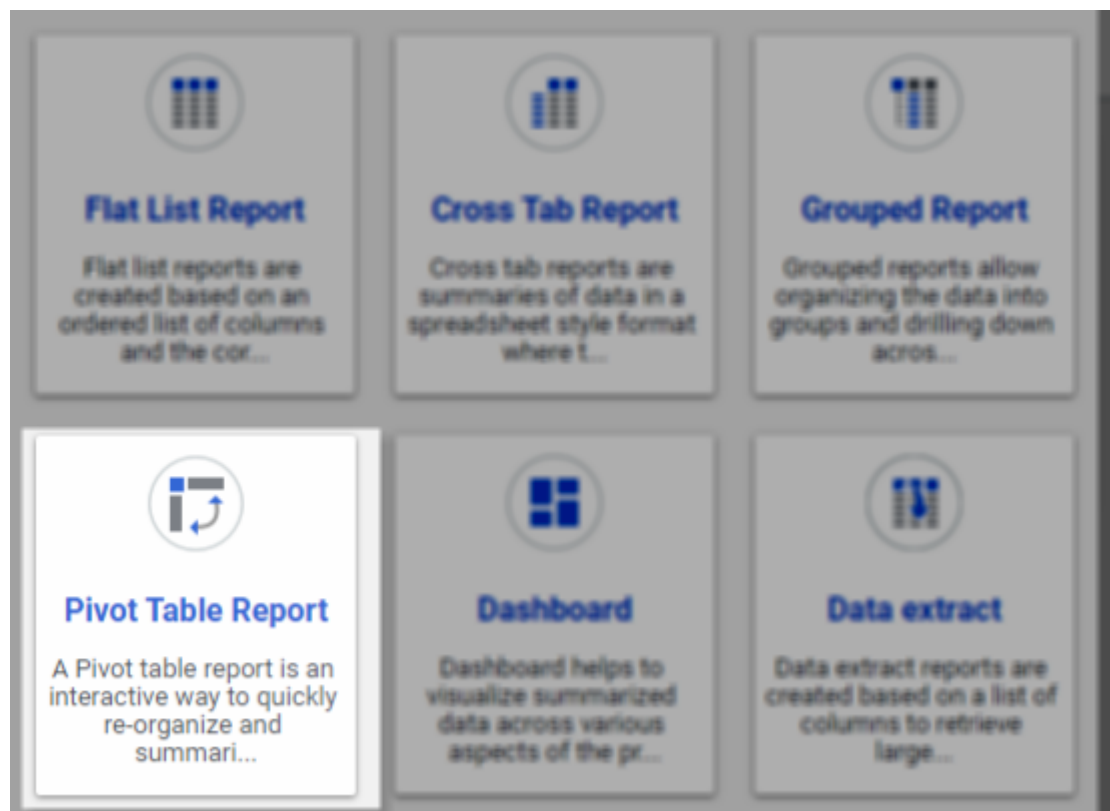 Flat List Report
Flat list reports are
created based on an
ordered list of columns
and the cor...
Cross Tab Report
Cross tab reports are
summaries of data in a
spreadsheet style format
where t...
Grouped Report
Grouped reports allow
organizing the data into
groups and drilling down
acros...
Pivot Table Report
A Pivot table report is an
interactive way to quickly
re-organize and
summari...
Dashboard
Dashboard helps to
visualize summarized
data across various
aspects of the pr...
Data extract
Data extract reports are
created based on a list of
columns to retrieve
large...